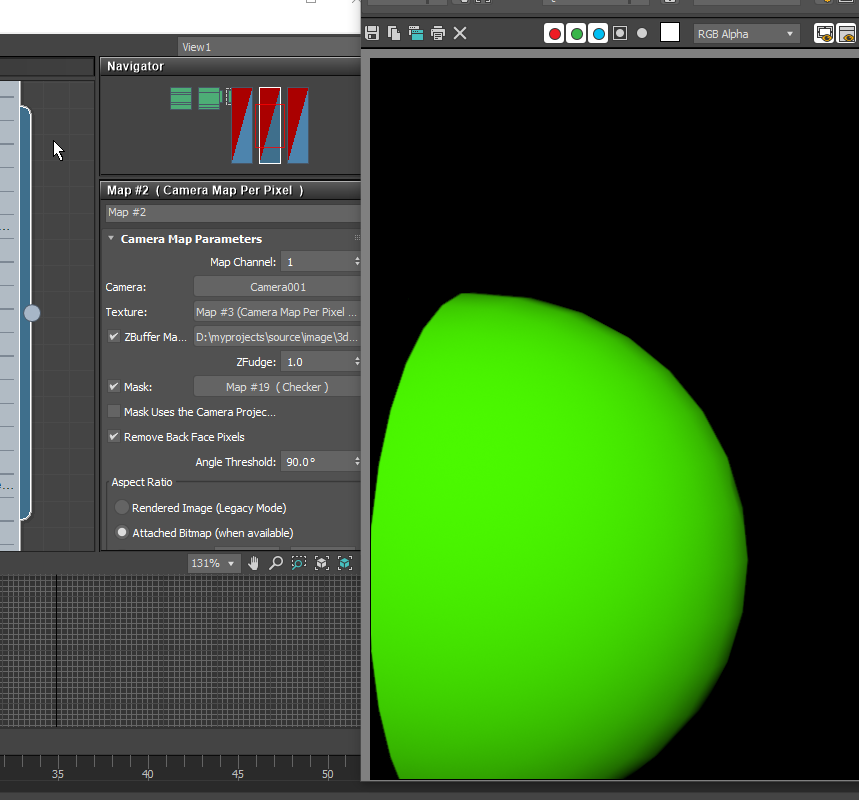 View1
RGB Alpha
Navigator
Map #2 ( Camera Map Per Pixel )
Map #2
Camera Map Parameters
Map Channel: 1
Camera: Camera001
Texture: Map #3 (Camera Map Per Pixel ...
ZBuffer Ma... D:\myprojects\source\image\3d...
ZFudge: 1.0
Mask: Map #19 ( Checker )
Mask Uses the Camera Projec...
Remove Back Face Pixels
Angle Threshold: 90.0°
Aspect Ratio
Rendered Image (Legacy Mode)
Attached Bitmap (when available)
131%
35 40 45 50